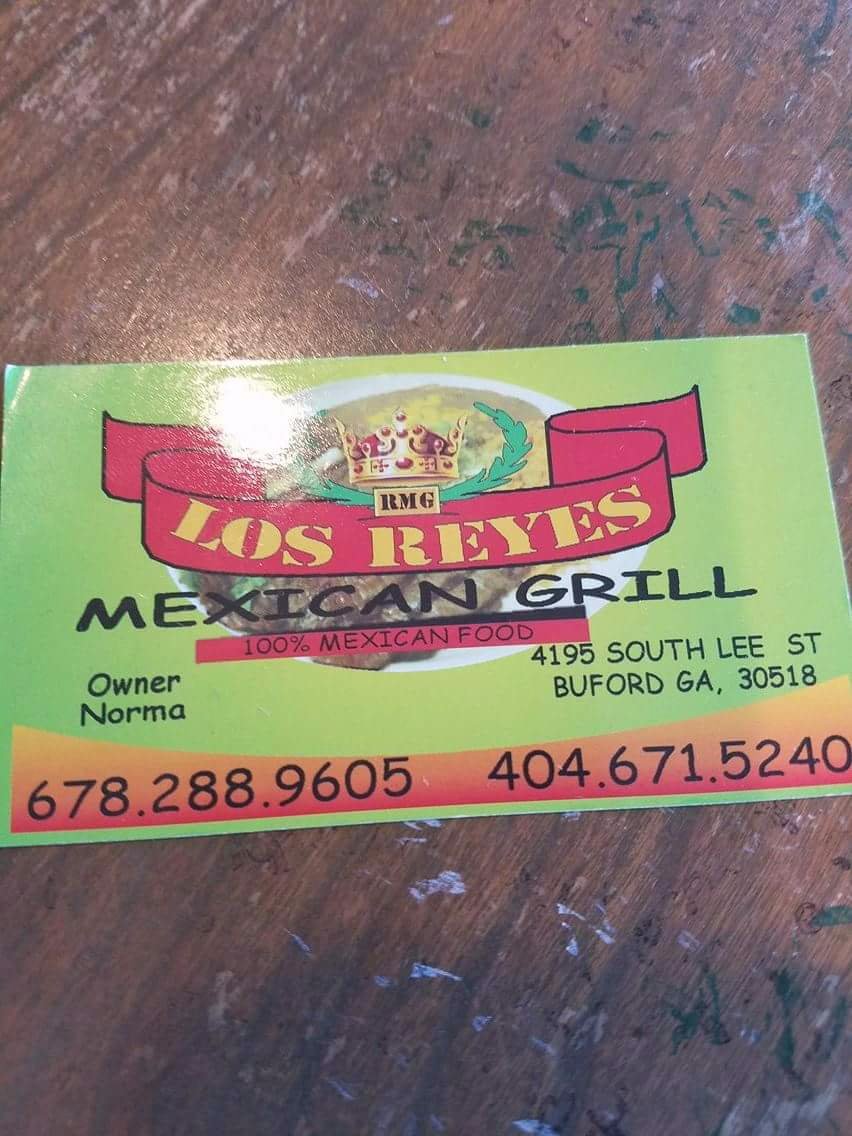 RMG
LOS REYES
MEXICAN GRILL
100% MEXICAN FOOD
4195 SOUTH LEE ST
BUFORD GA, 30518
Owner
Norma
678.288.9605 404.671.5240